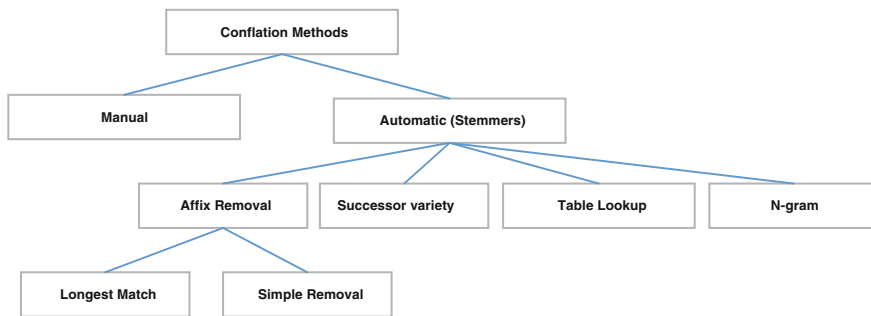 Conflation Methods
Manual
Automatic (Stemmers)
Affix Removal
Successor variety
Table Lookup
N-gram
Longest Match
Simple Removal